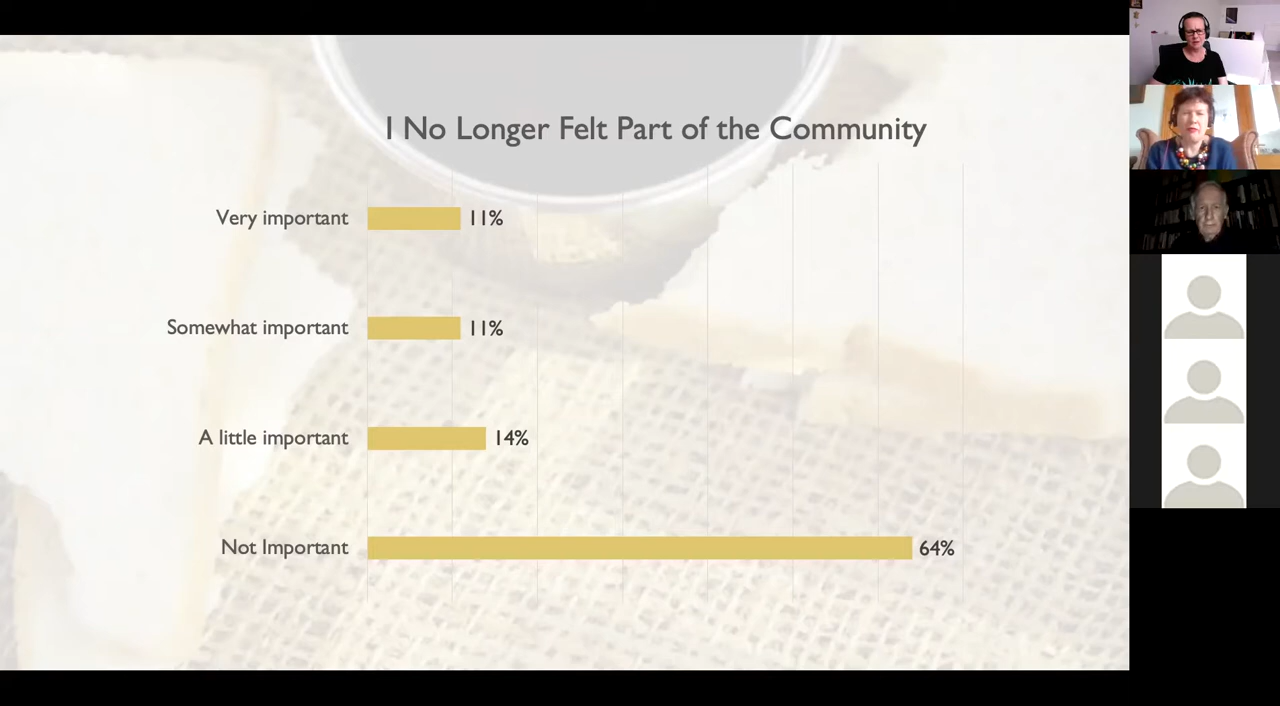 I No Longer Felt Part of the Community
Very important 11%
Somewhat important 11%
A little important 14%
Not Important 64%